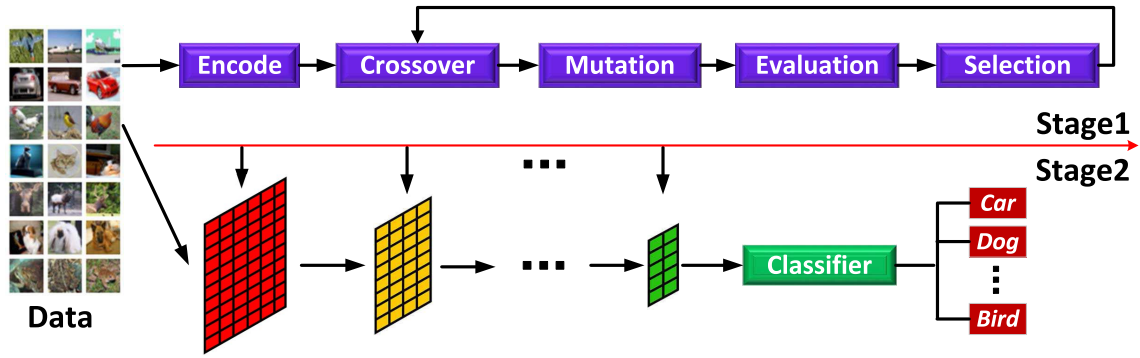 Encode
Crossover
Mutation
Evaluation
Selection
Stage1
Stage2
Car
Dog
Classifier
Bird
Data